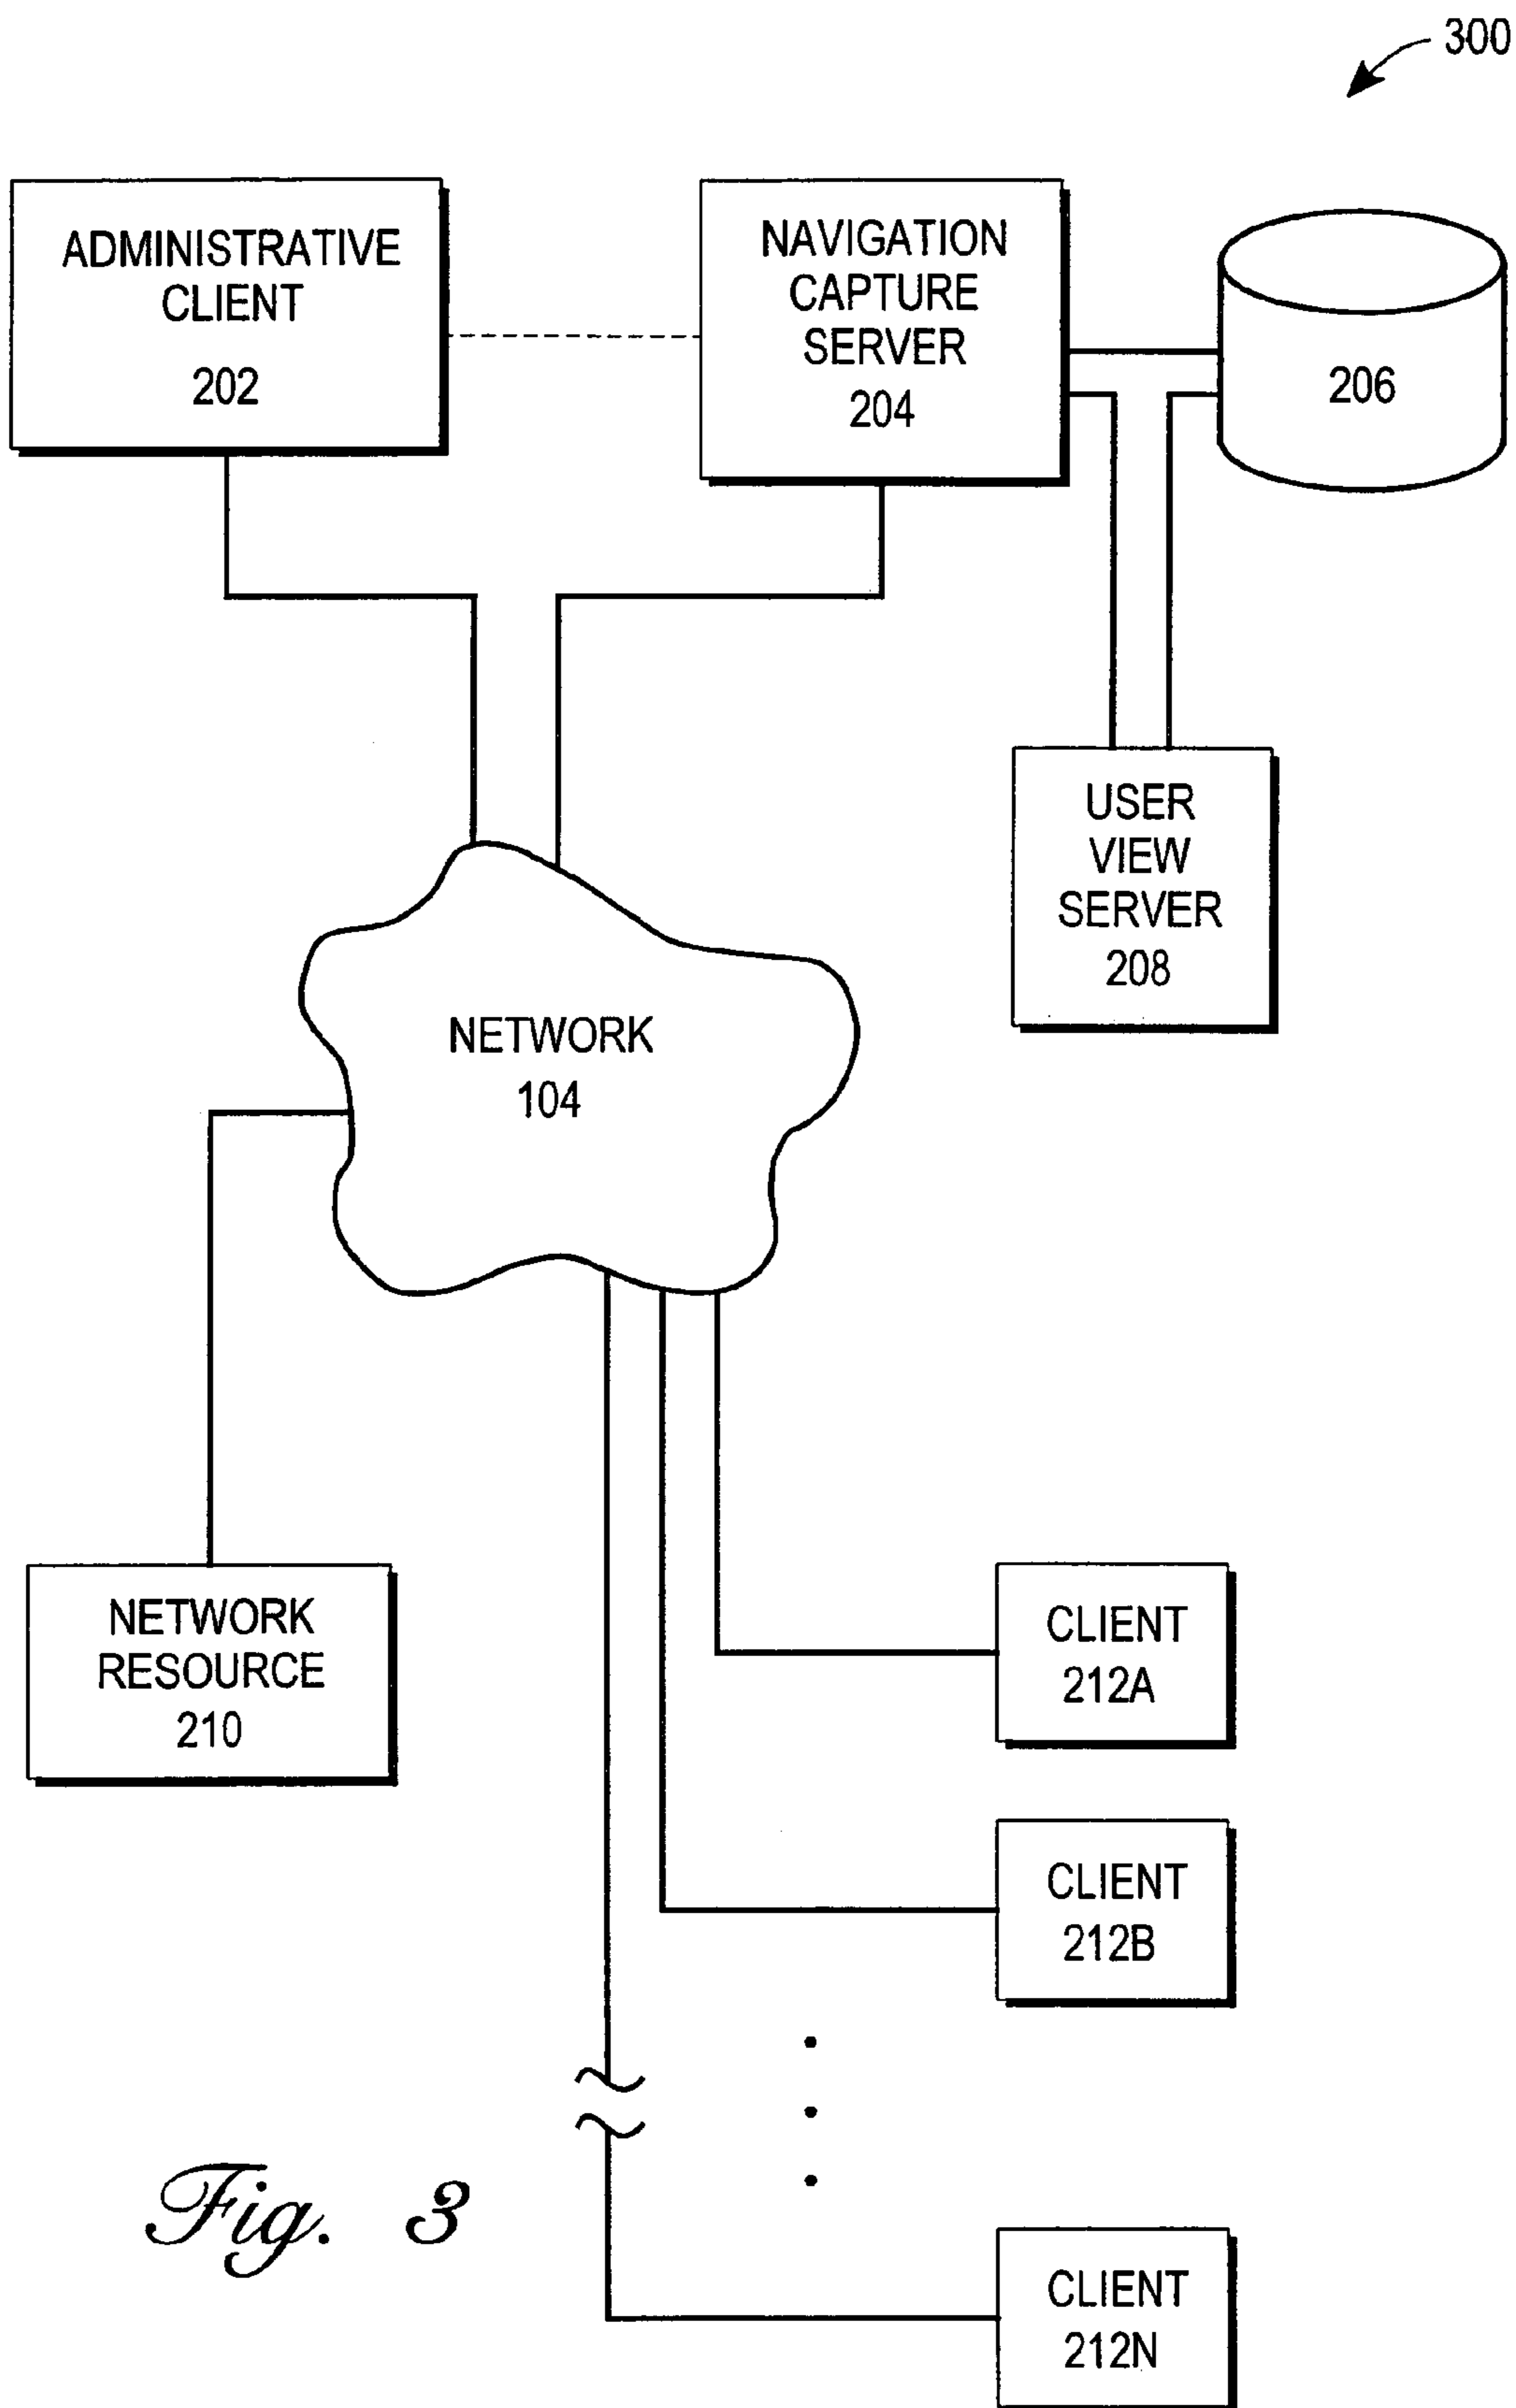 300
ADMINISTRATIVE
CLIENT
202
NAVIGATION
CAPTURE
SERVER
204
206
USER
VIEW
SERVER
208
NETWORK
104
NETWORK
RESOURCE
210
CLIENT
212A
CLIENT
212B
Fig. 3
CLIENT
212N